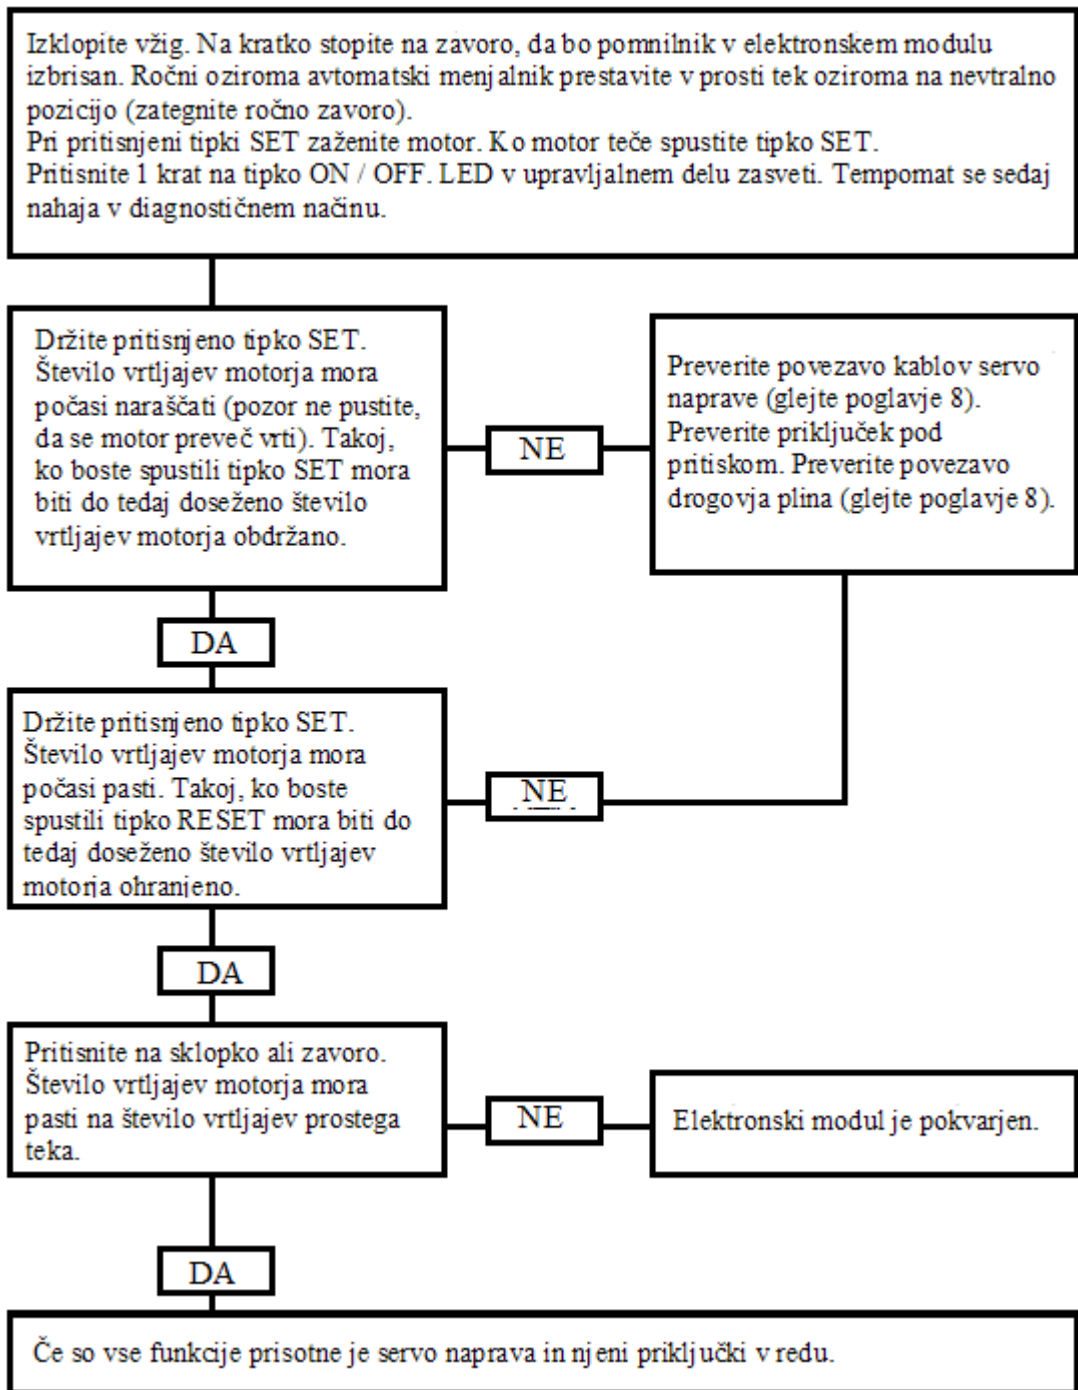 Izklopite vžig. Na kratko stopite na zavoro, da bo pomnilnik v elektronskem modulu
izbrisan. Ročni oziroma avtomatski menjalnik prestavite v prosti tek oziroma na nevtralno
pozicijo (zategnite ročno zavoro).
Pri pritisnjeni tipki SET zaženite motor. Ko motor teče spustite tipko SET.
Pritisnite 1 krat na tipko ON / OFF. LED v upravljalnem delu zasveti. Tempomat se sedaj
nahaja v diagnostičnem načinu.
Držite pritisnjeno tipko SET.
Število vrtljajev motorja mora
počasi naraščati (pozor ne pustite,
da se motor preveč vrti). Takoj,
ko boste spustili tipko SET mora
biti do tedaj doseženo število
vrtljajev motorja obdržano.
NE
Preverite povezavo kablov servo
naprave (glejte poglavje 8).
Preverite priključek pod
pritiskom. Preverite povezavo
drogovja plina (glejte poglavje 8).
DA
Držite pritisnjeno tipko SET.
Število vrtljajev motorja mora
počasi pasti. Takoj, ko boste
spustili tipko RESET mora biti do
tedaj doseženo število vrtljajev
motorja ohranjeno.
NE
DA
Pritisnite na sklopko ali zavoro.
Število vrtljajev motorja mora
pasti na število vrtljajev prostega
teka.
NE
Elektronski modul je pokvarjen.
DA
Če so vse funkcije prisotne je servo naprava in njeni priključki v redu.